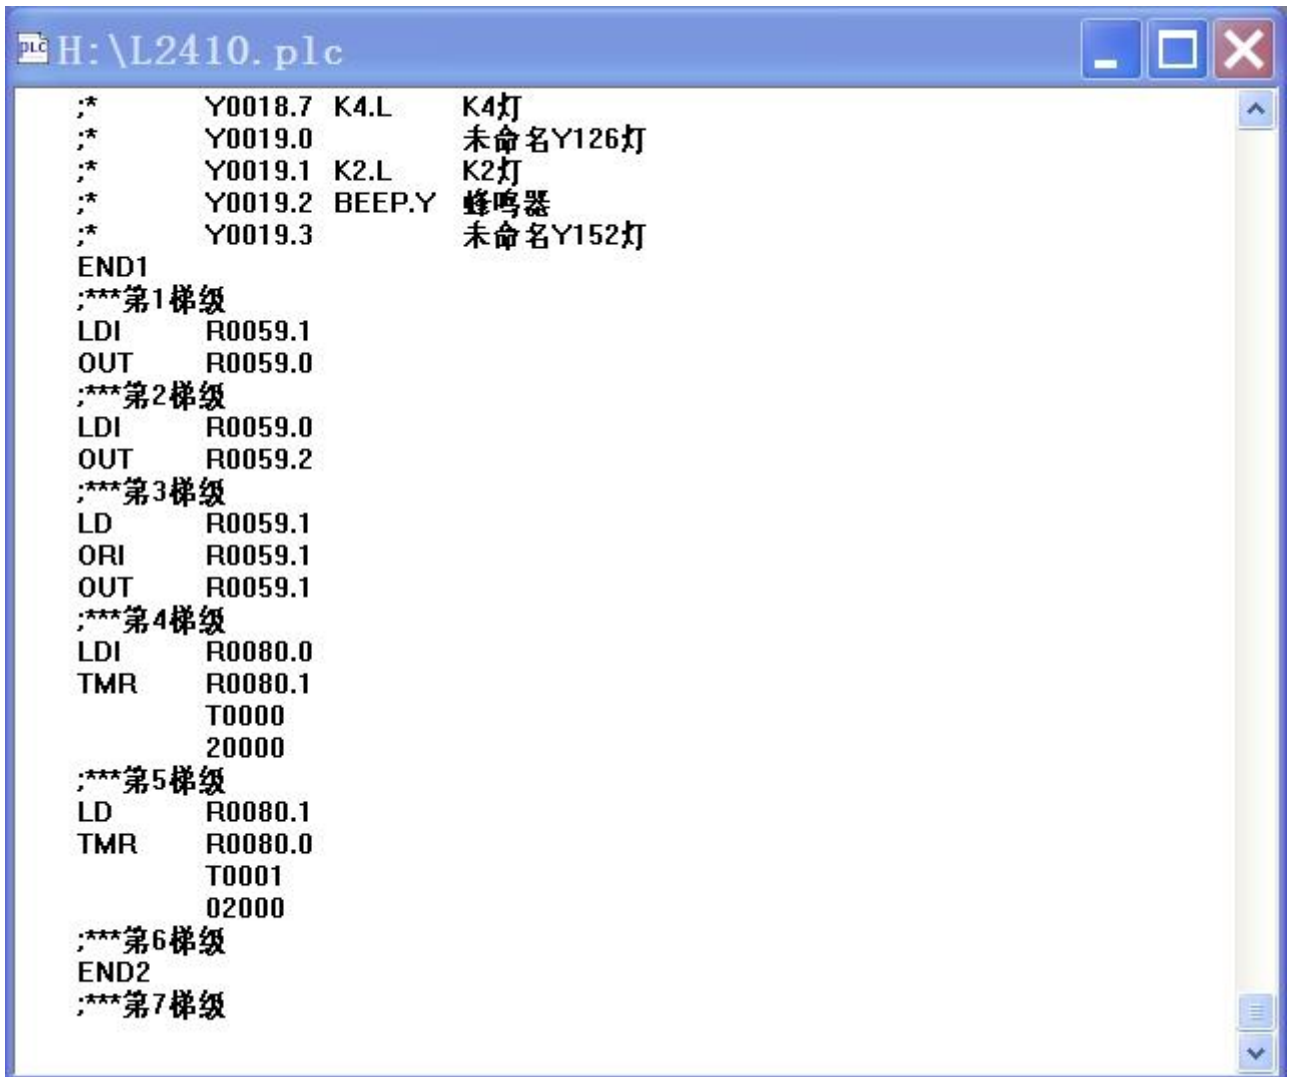 H:\L2410.plc
;* Y0018.7 K4.L K4灯
;* Y0019.0 未命名Y126灯
;* Y0019.1 K2.L K2灯
;* Y0019.2 BEEP.Y 蜂鸣器
;* Y0019.3 未命名Y152灯
END1
;***第1梯级
LDI R0059.1
OUT R0059.0
;***第2梯级
LDI R0059.0
OUT R0059.2
;***第3梯级
LD R0059.1
ORI R0059.1
OUT R0059.1
;***第4梯级
LDI R0080.0
TMR R0080.1
T0000
20000
;***第5梯级
LD R0080.1
TMR R0080.0
T0001
02000
;***第6梯级
END2
;***第7梯级